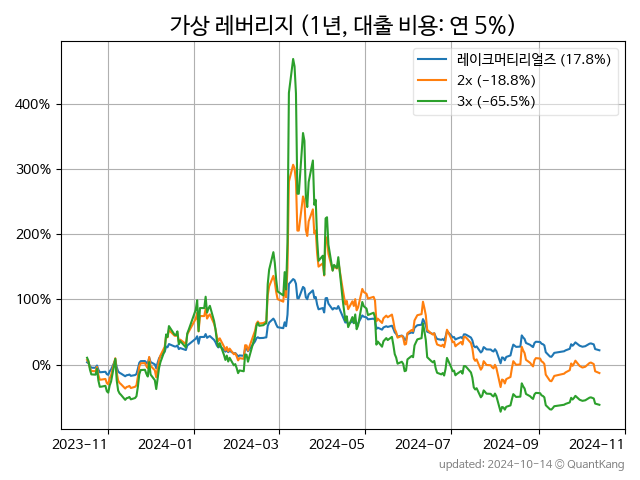 가상 레버리지 (1년, 대출 비용: 연 5%)
레이크머티리얼즈 (17.8%)
2x (-18.8%)
3x (-65.5%)
400%
300%
200%
100%
0%
2023-11
2024-01
2024-03
2024-05
2024-07
2024-09
2024-11
updated: 2024-10-14 © QuantKang